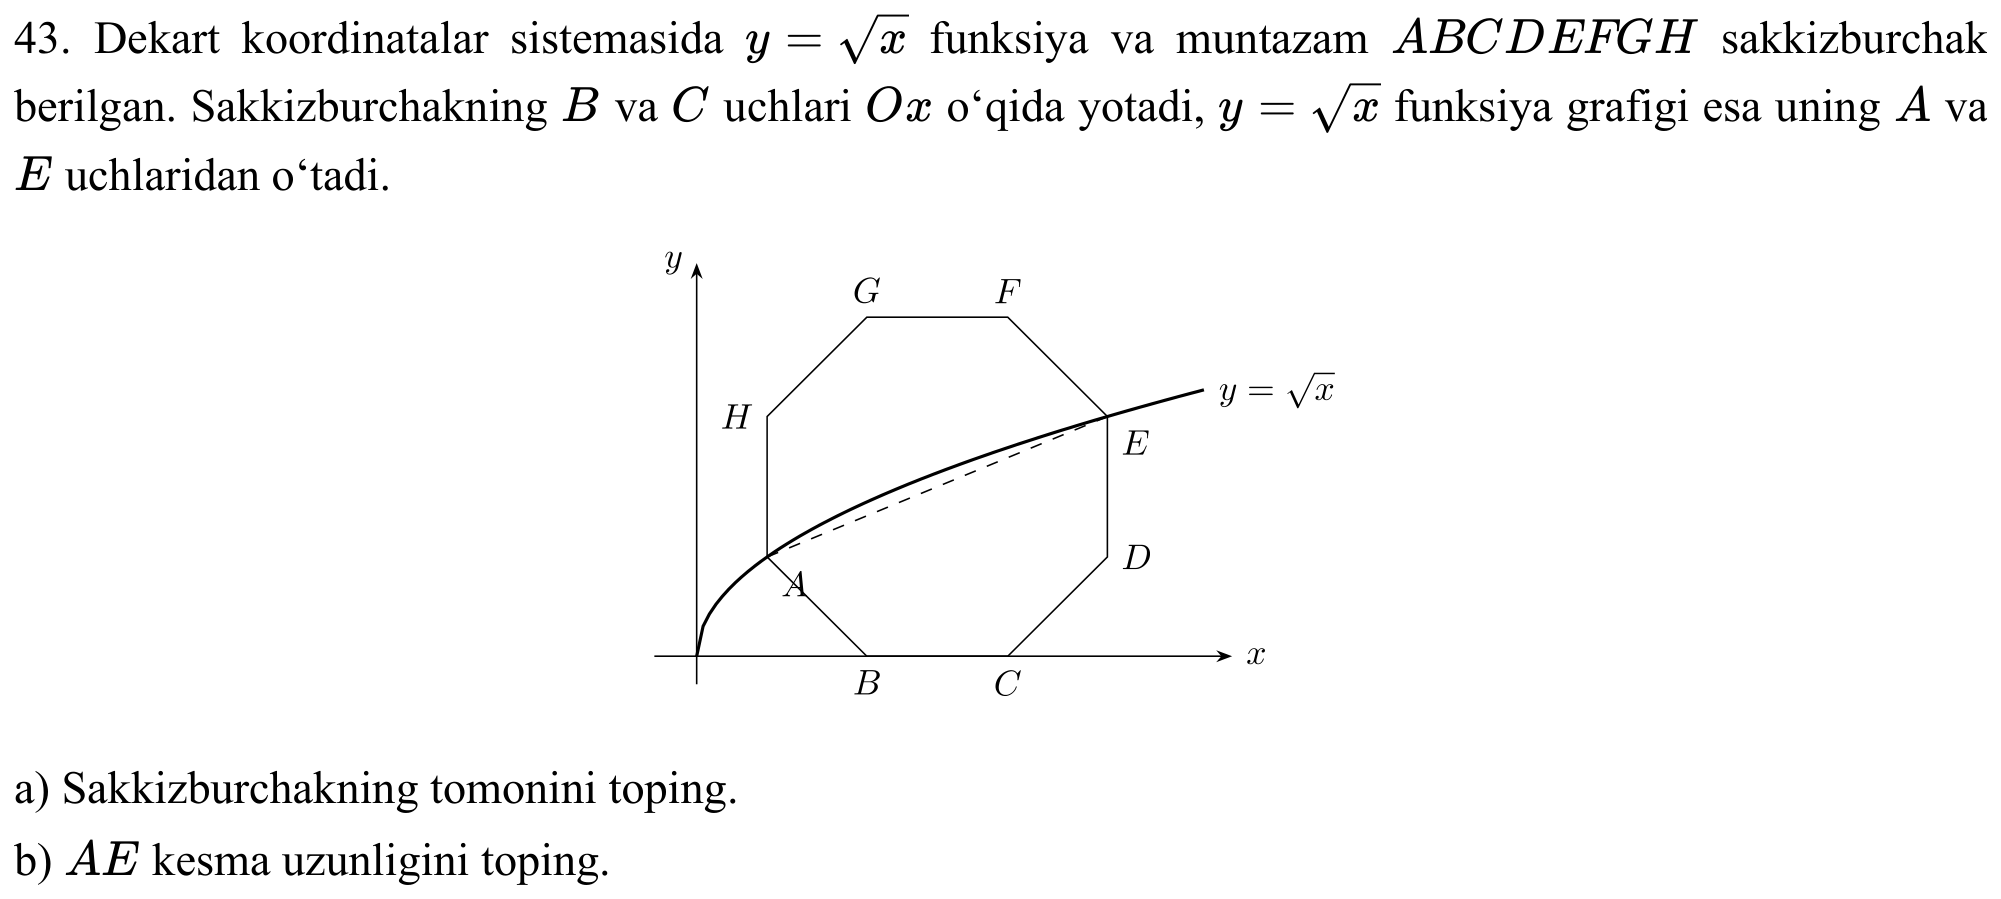 43. Dekart koordinatalar sistemasida y = √x funksiya va muntazam ABCDEFGH sakkizburchak
berilgan. Sakkizburchakning B va C uchlari Ox o‘qida yotadi, y = √x funksiya grafigi esa uning A va
E uchlaridan o‘tadi.
y
G F
y = √x
H
E
A
D
x
B C
a) Sakkizburchakning tomonini toping.
b) AE kesma uzunligini toping.